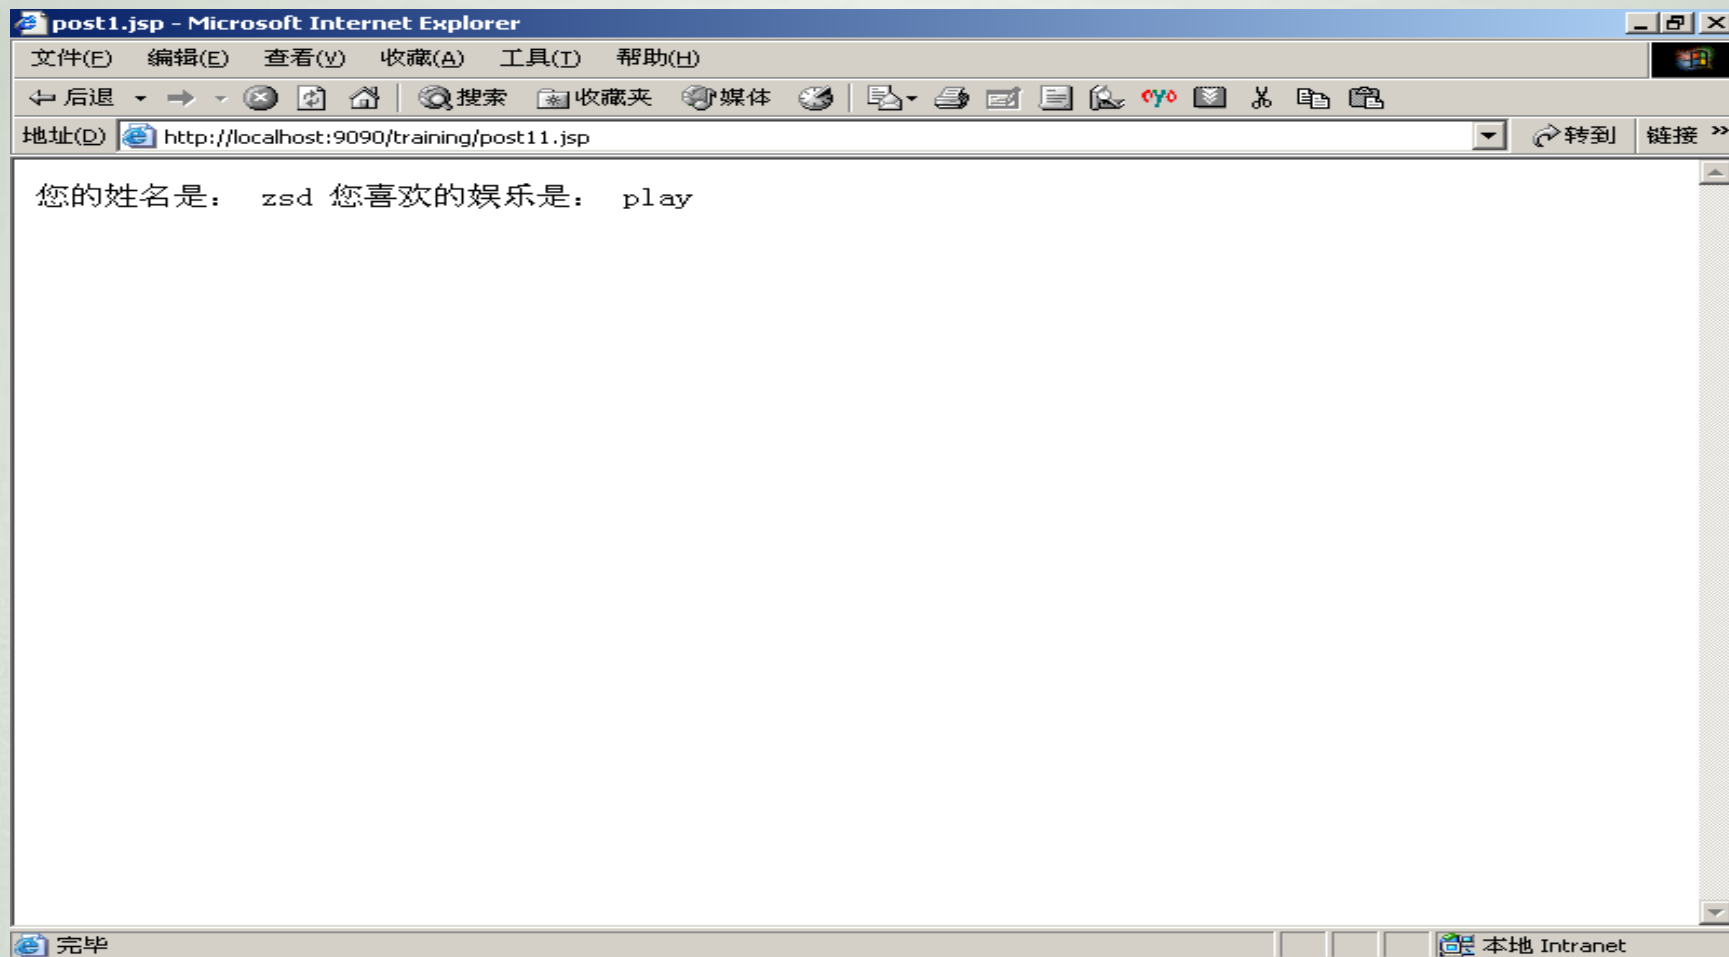 post1.jsp - Microsoft Internet Explorer
文件(F) 编辑(E) 查看(V) 收藏(A) 工具(T) 帮助(H)
后退 搜索 收藏夹 媒体
地址(D) http://localhost:9090/training/post11.jsp 转到 链接 »
您的姓名是： zsd 您喜欢的娱乐是： play
完毕 本地 Intranet